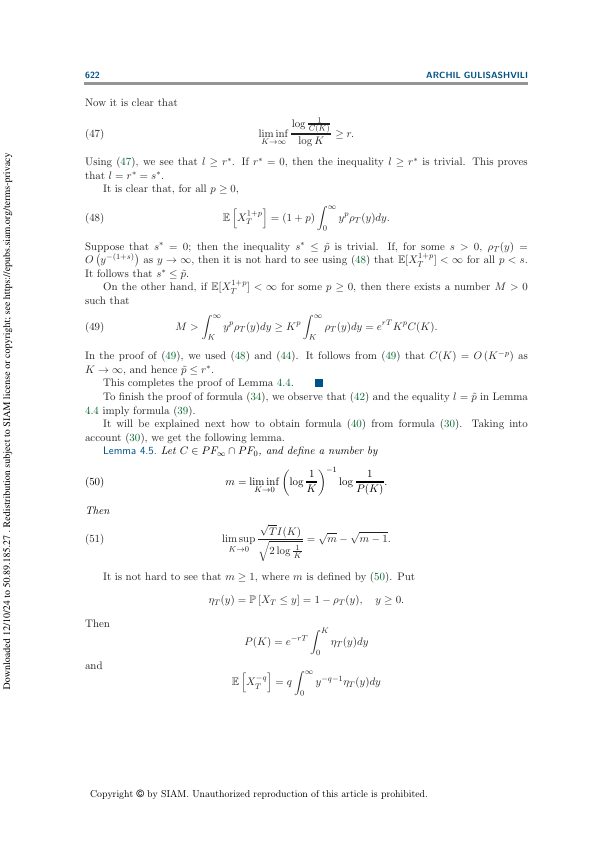 622 ARCHIL GULISASHVILI
Now it is clear that
(47) $\liminf_{K\to\infty} \frac{\log \frac{1}{C(K)}}{\log K} \geq r.$
Using (47), we see that $l \geq r^*$. If $r^* = 0$, then the inequality $l \geq r^*$ is trivial. This proves
that $l = r^* = s^*$.
It is clear that, for all $p \geq 0$,
(48) $\mathbb{E}\left[X_T^{1+p}\right] = (1+p)\int_0^\infty y^p \rho_T(y)dy.$
Suppose that $s^* = 0$; then the inequality $s^* \leq \tilde{p}$ is trivial. If, for some $s > 0$, $\rho_T(y) =$
$O\left(y^{-(1+s)}\right)$ as $y \to \infty$, then it is not hard to see using (48) that $\mathbb{E}[X_T^{1+p}] < \infty$ for all $p < s$.
It follows that $s^* \leq \tilde{p}$.
On the other hand, if $\mathbb{E}[X_T^{1+p}] < \infty$ for some $p \geq 0$, then there exists a number $M > 0$
such that
(49) $M > \int_K^\infty y^p \rho_T(y)dy \geq K^p \int_K^\infty \rho_T(y)dy = e^{rT} K^p C(K).$
In the proof of (49), we used (48) and (44). It follows from (49) that $C(K) = O\left(K^{-p}\right)$ as
$K \to \infty$, and hence $\tilde{p} \leq r^*$.
This completes the proof of Lemma 4.4. ■
To finish the proof of formula (34), we observe that (42) and the equality $l = \tilde{p}$ in Lemma
4.4 imply formula (39).
It will be explained next how to obtain formula (40) from formula (30). Taking into
account (30), we get the following lemma.
Lemma 4.5. Let $C \in PF_\infty \cap PF_0$, and define a number by
(50) $m = \liminf_{K\to 0} \left(\log \frac{1}{K}\right)^{-1} \log \frac{1}{P(K)}.$
Then
(51) $\limsup_{K\to 0} \frac{\sqrt{T}I(K)}{\sqrt{2\log\frac{1}{K}}} = \sqrt{m} - \sqrt{m-1}.$
It is not hard to see that $m \geq 1$, where $m$ is defined by (50). Put
$\eta_T(y) = \mathbb{P}\left[X_T \leq y\right] = 1 - \rho_T(y), \quad y \geq 0.$
Then
$P(K) = e^{-rT} \int_0^K \eta_T(y)dy$
and
$\mathbb{E}\left[X_T^{-q}\right] = q \int_0^\infty y^{-q-1} \eta_T(y)dy$
Copyright © by SIAM. Unauthorized reproduction of this article is prohibited.
Downloaded 12/10/24 to 50.89.185.27 . Redistribution subject to SIAM license or copyright; see https://epubs.siam.org/terms-privacy